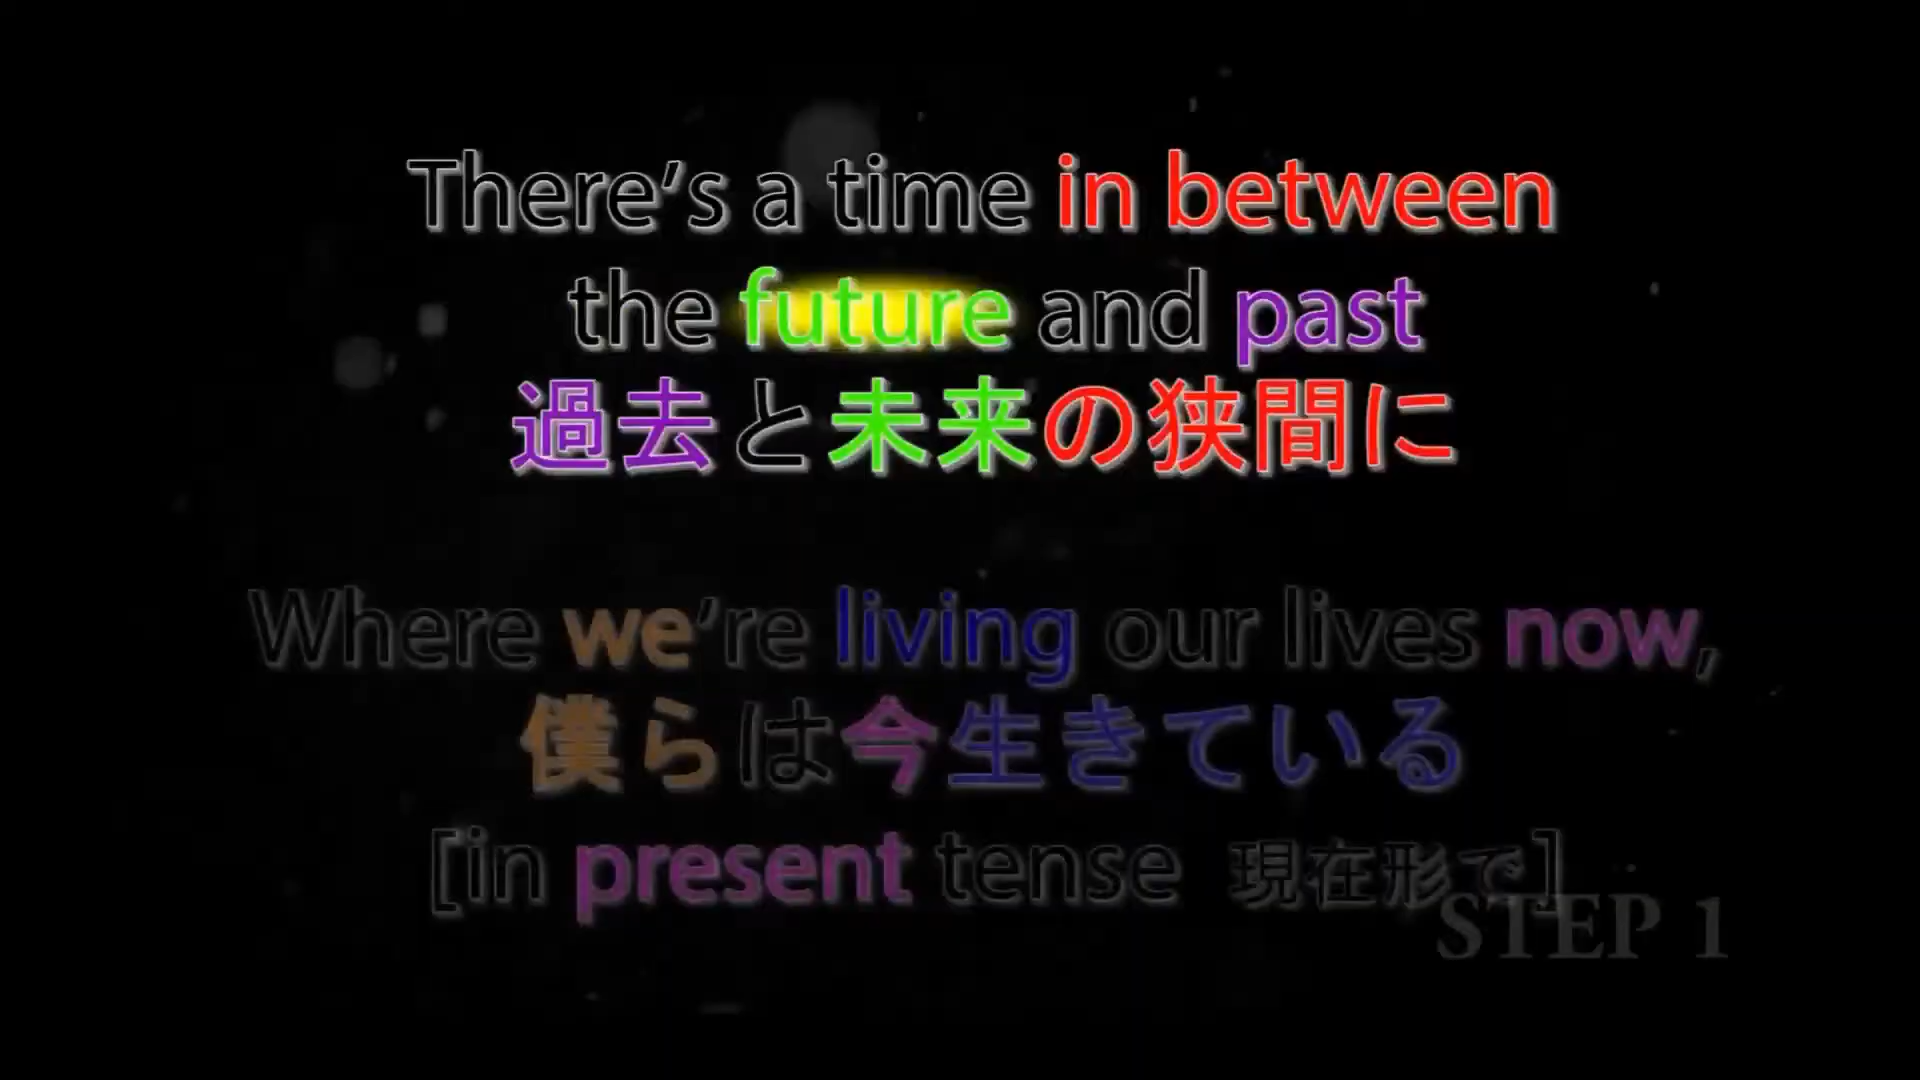 There's a time in between
the future and past
過去と未来の狭間に
Where we're living our lives now,
僕らは今生きている
[in present tense 現在形で]
STEP 1